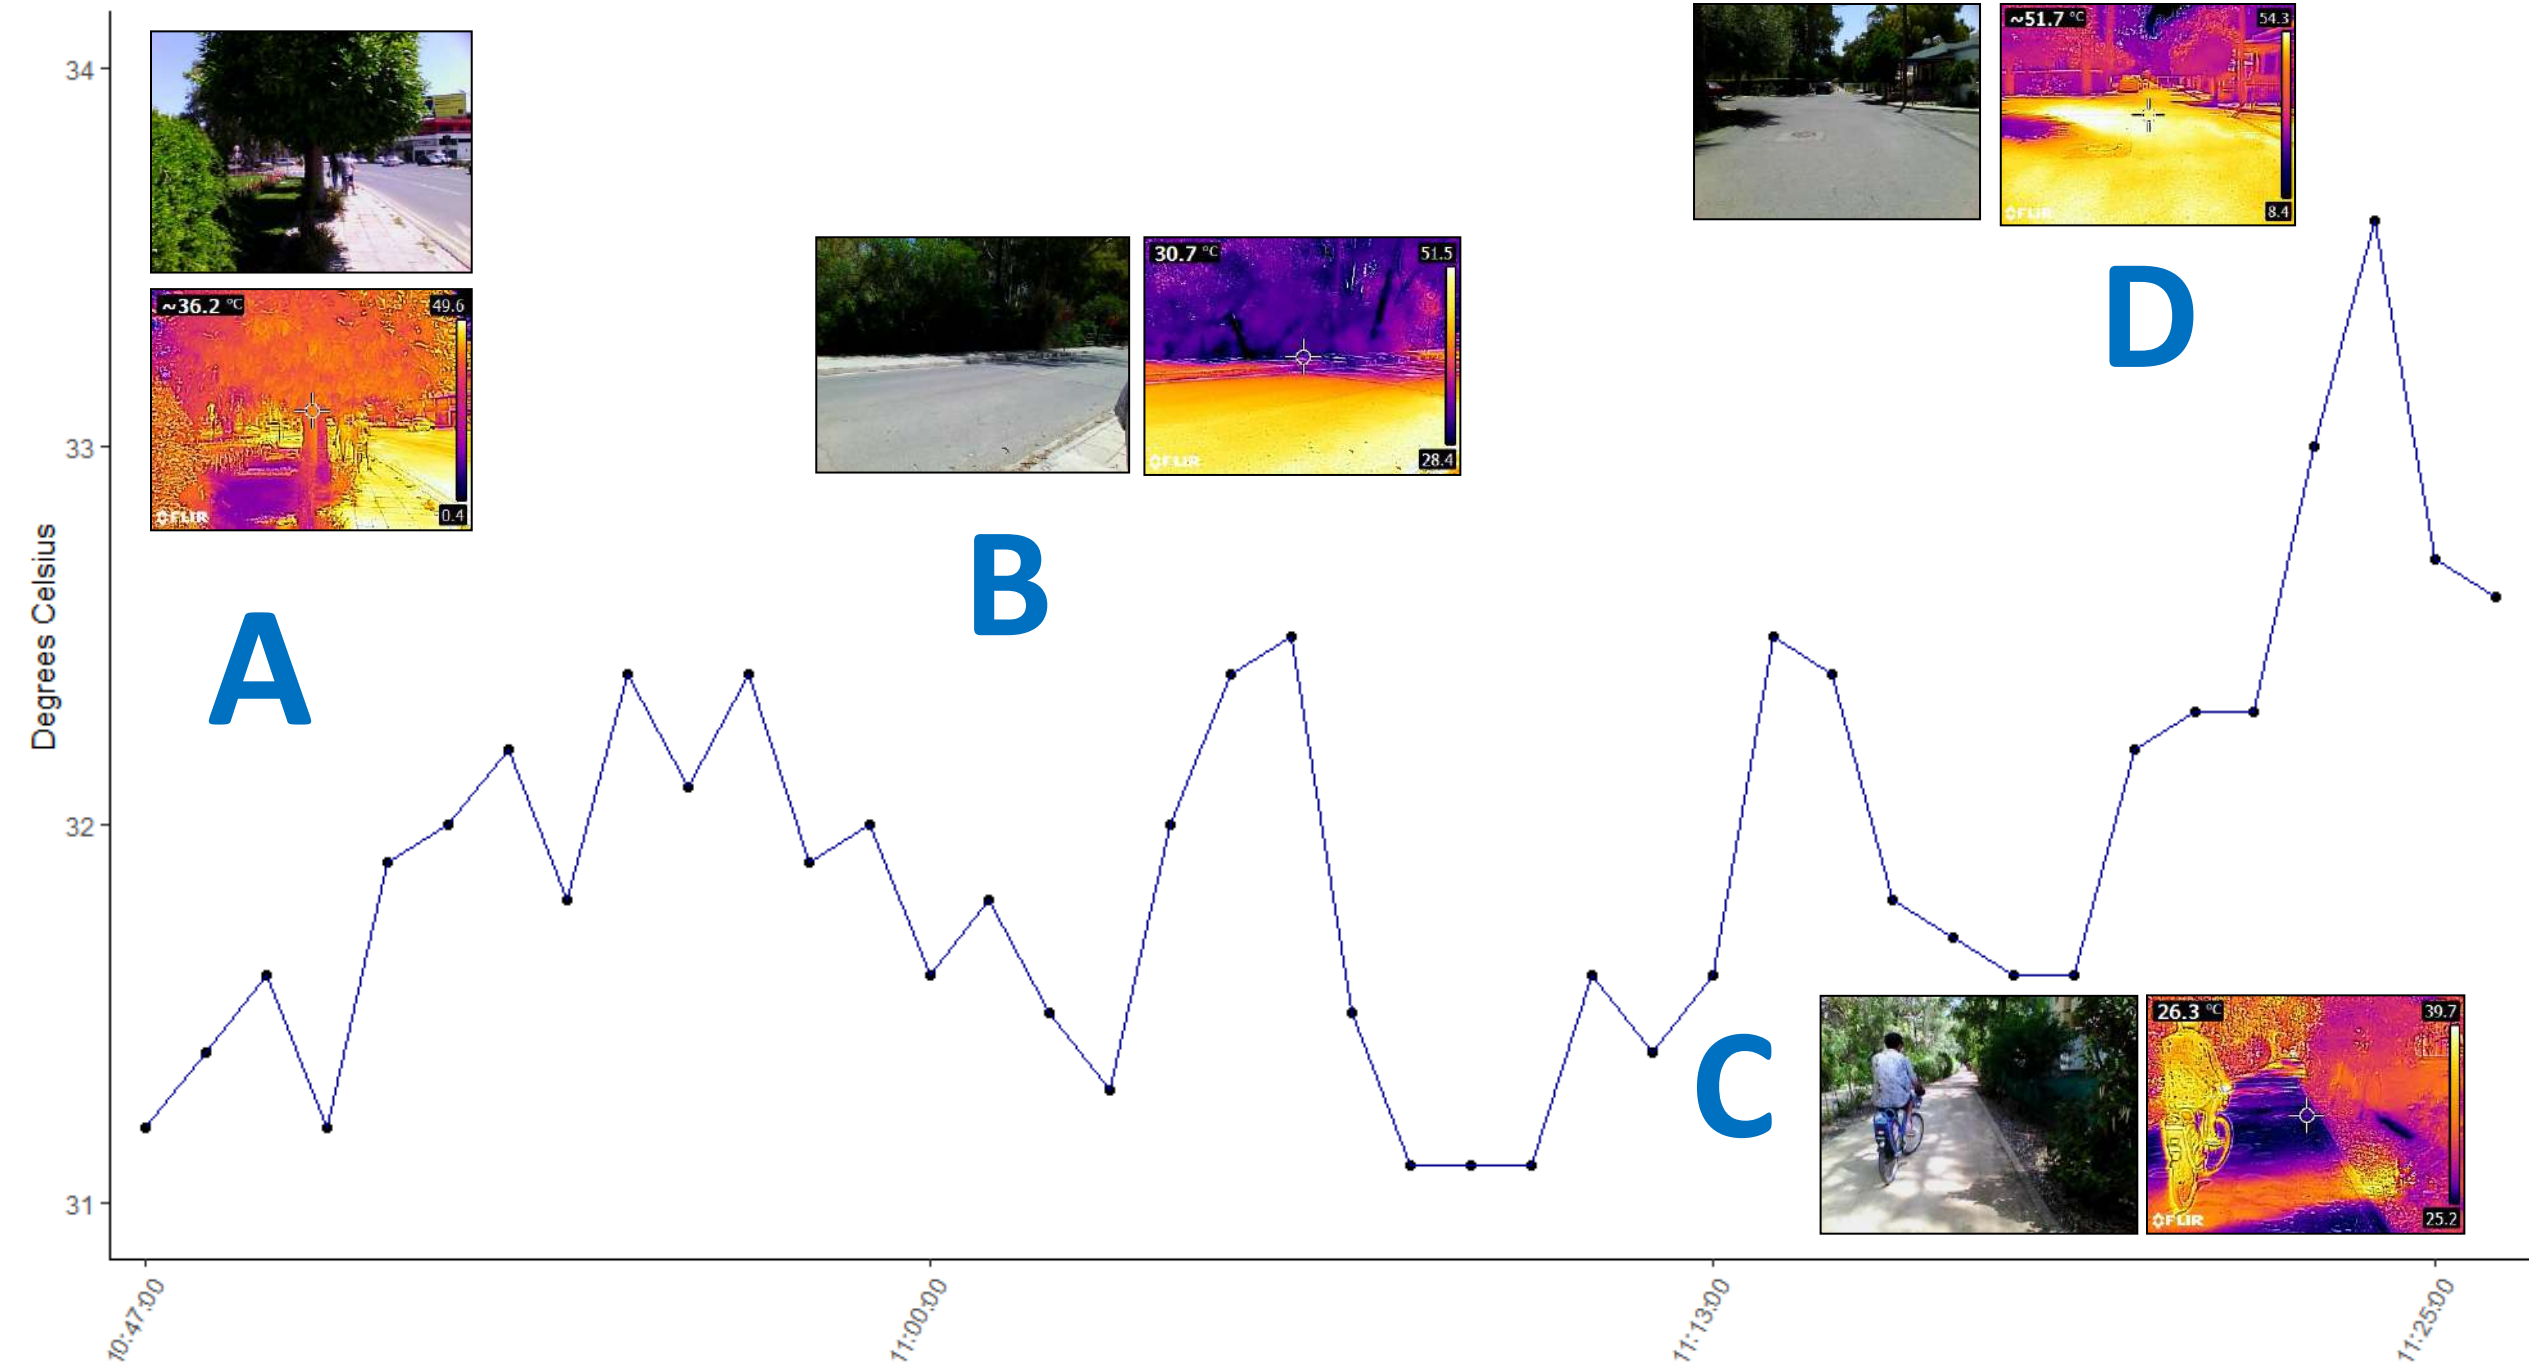 ~51.7 °C
54.3
34
~36.2 °C
49.6
30.7 °C
51.5
8.4
FLIR
D
33
28.4
FLIR
0.4
FLIR
Degrees Celsius
B
A
32
26.3 °C
39.7
C
31
25.2
FLIR
10:47:00
11:00:00
11:13:00
11:25:00